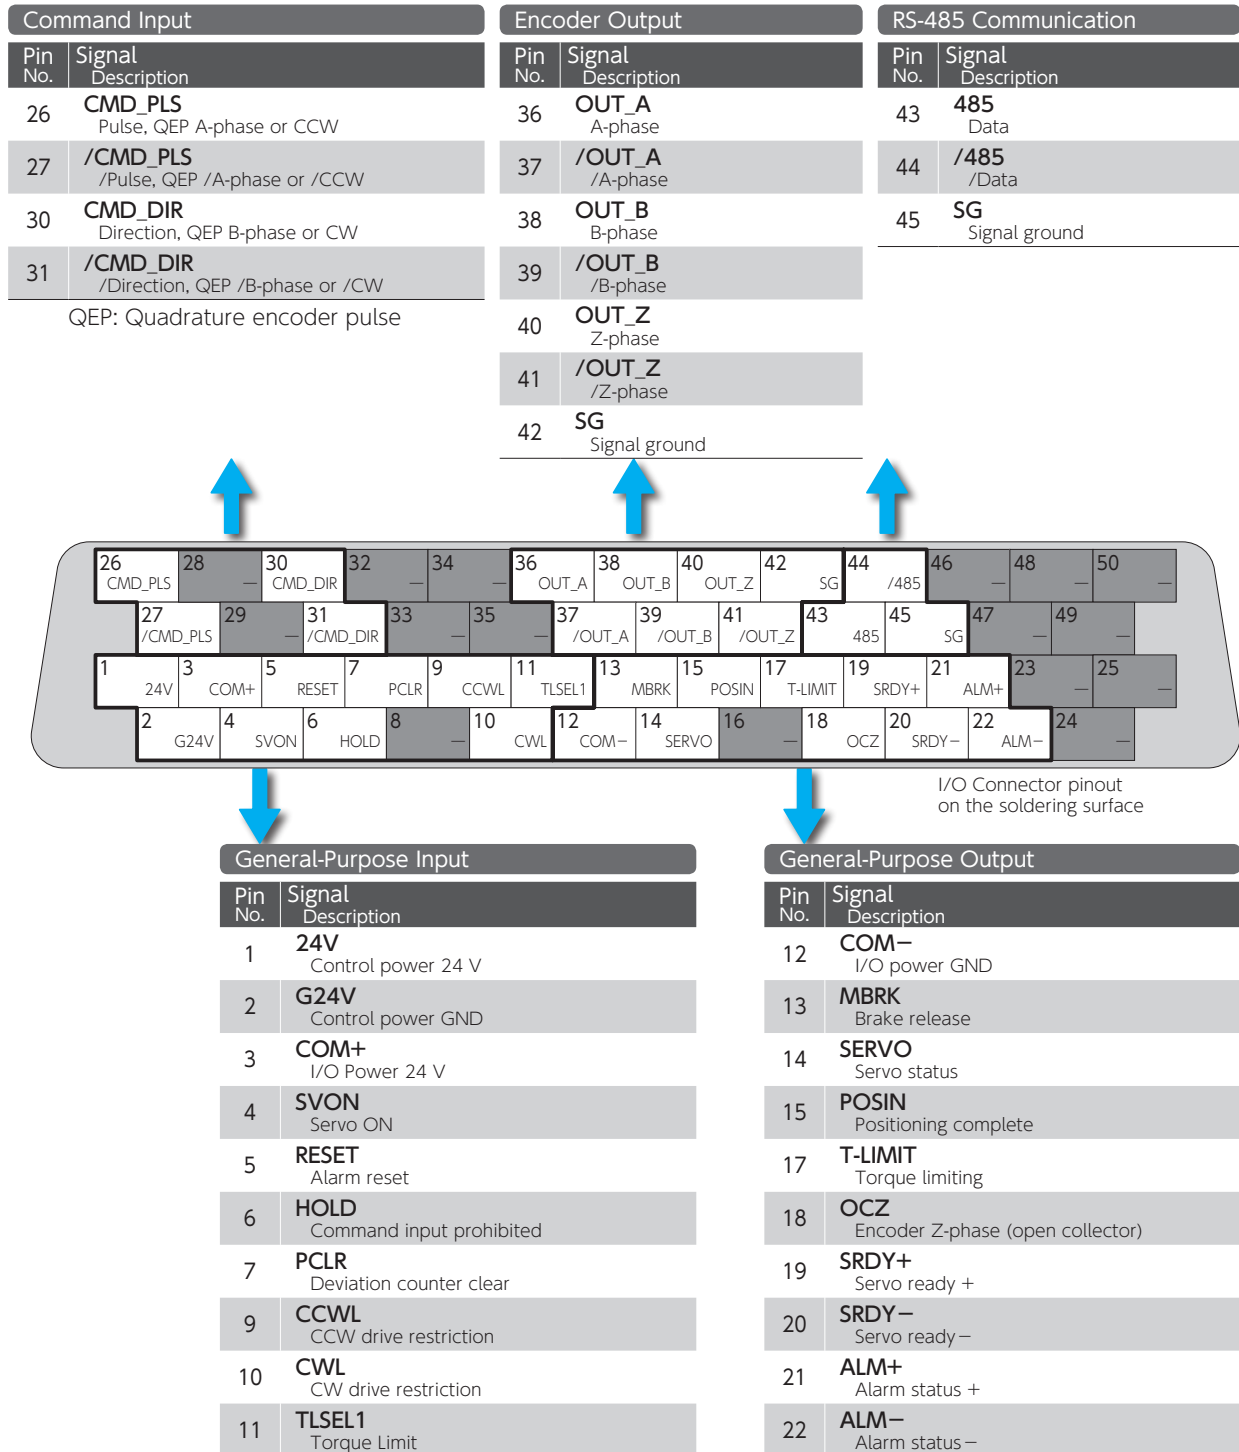 Command Input
Pin No. Signal Description
26 CMD_PLS
Pulse, QEP A-phase or CCW
27 /CMD_PLS
/Pulse, QEP /A-phase or /CCW
30 CMD_DIR
Direction, QEP B-phase or CW
31 /CMD_DIR
/Direction, QEP /B-phase or /CW
QEP: Quadrature encoder pulse
Encoder Output
Pin No. Signal Description
36 OUT_A
A-phase
37 /OUT_A
/A-phase
38 OUT_B
B-phase
39 /OUT_B
/B-phase
40 OUT_Z
Z-phase
41 /OUT_Z
/Z-phase
42 SG
Signal ground
RS-485 Communication
Pin No. Signal Description
43 485
Data
44 /485
/Data
45 SG
Signal ground
26 CMD_PLS 28 – 30 CMD_DIR 32 – 34 – 36 OUT_A 38 OUT_B 40 OUT_Z 42 SG 44 /485 46 – 48 – 50 –
27 /CMD_PLS 29 – 31 /CMD_DIR 33 – 35 – 37 /OUT_A 39 /OUT_B 41 /OUT_Z 43 485 45 SG 47 – 49 –
1 24V 3 COM+ 5 RESET 7 PCLR 9 CCWL 11 TLSEL1 13 MBRK 15 POSIN 17 T-LIMIT 19 SRDY+ 21 ALM+ 23 – 25 –
2 G24V 4 SVON 6 HOLD 8 – 10 CWL 12 COM− 14 SERVO 16 – 18 OCZ 20 SRDY− 22 ALM− 24 –
I/O Connector pinout
on the soldering surface
General-Purpose Input
Pin No. Signal Description
1 24V
Control power 24 V
2 G24V
Control power GND
3 COM+
I/O Power 24 V
4 SVON
Servo ON
5 RESET
Alarm reset
6 HOLD
Command input prohibited
7 PCLR
Deviation counter clear
9 CCWL
CCW drive restriction
10 CWL
CW drive restriction
11 TLSEL1
Torque Limit
General-Purpose Output
Pin No. Signal Description
12 COM−
I/O power GND
13 MBRK
Brake release
14 SERVO
Servo status
15 POSIN
Positioning complete
17 T-LIMIT
Torque limiting
18 OCZ
Encoder Z-phase (open collector)
19 SRDY+
Servo ready +
20 SRDY−
Servo ready −
21 ALM+
Alarm status +
22 ALM−
Alarm status −